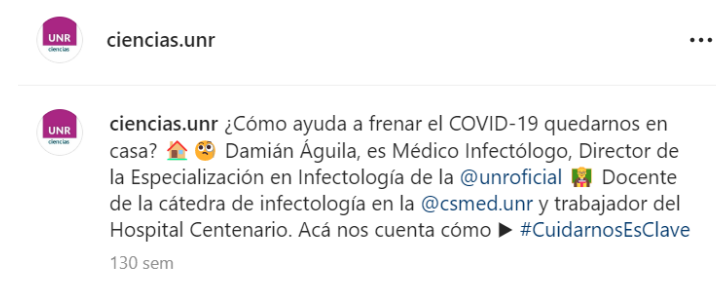 UNR
ciencias
ciencias.unr
UNR
ciencias
ciencias.unr ¿Cómo ayuda a frenar el COVID-19 quedarnos en
casa? 🏠 🤔 Damián Águila, es Médico Infectólogo, Director de
la Especialización en Infectología de la @unroficial 👩‍🏫 Docente
de la cátedra de infectología en la @csmed.unr y trabajador del
Hospital Centenario. Acá nos cuenta cómo ▶ #CuidarnosEsClave
130 sem